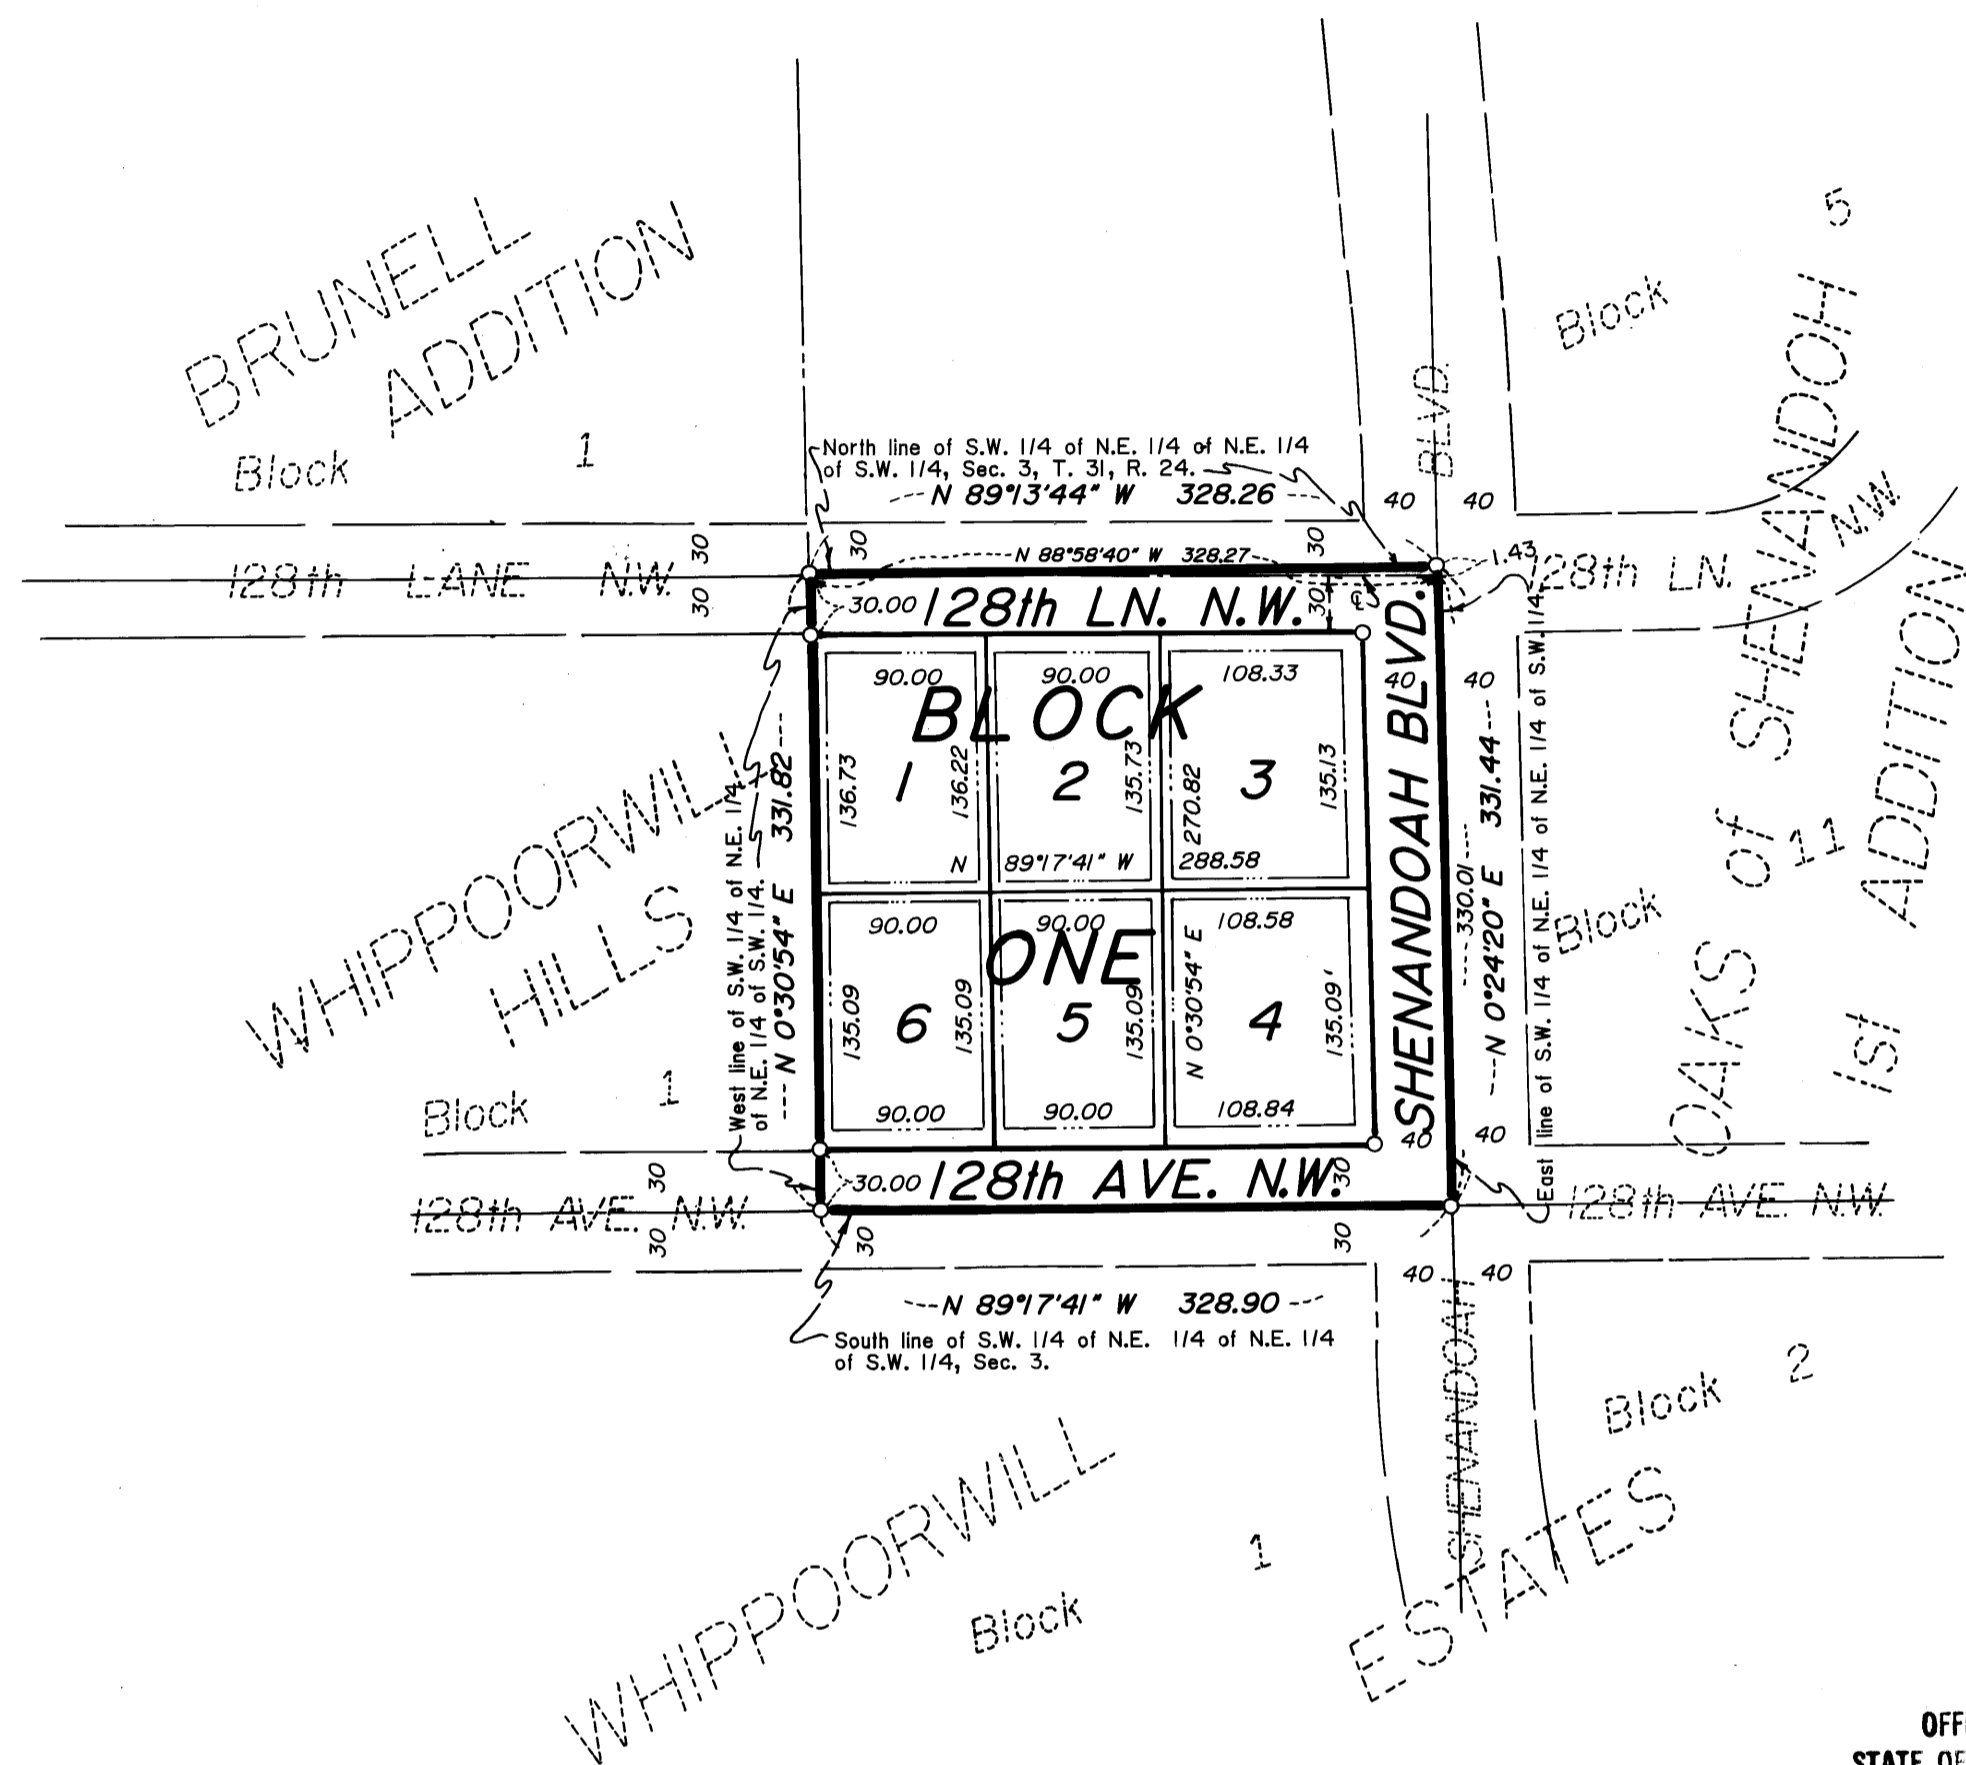 BRUNELL
ADDITION
Block 1
Block 5
BLVD.
North line of S.W. 1/4 of N.E. 1/4 of N.E. 1/4
of S.W. 1/4, Sec. 3, T. 31, R. 24.
N 89°13'44" W 328.26
40 40
30 30 30
N 88°58'40" W 328.27
1.43
128th LANE N.W.
30
30.00 128th LN. N.W. 30 ℄
128th LN. N.W.
90.00 90.00 108.33
40 40
BLOCK
1 2 3
136.73 136.22 135.73 270.82 135.13
N 89°17'41" W 288.58
90.00 90.00 108.58
ONE
6 5 4
135.09 135.09 135.09 N 0°30'54" E 135.09'
90.00 90.00 108.84
SHENANDOAH BLVD.
40 40
West line of S.W. 1/4 of N.E. 1/4
of N.E. 1/4 of S.W. 1/4.
N 0°30'54" E 331.82
330.01
N 0°24'20" E 331.44
East line of S.W. 1/4 of N.E. 1/4 of N.E. 1/4 of S.W. 1/4.
WHIPPOORWILL
HILLS
Block 1
Block 11
OAKS of SHENANDOH
1st ADDITION
30
128th AVE. N.W.
30
30.00 128th AVE. N.W. 30
128th AVE. N.W.
30 30
40 40
N 89°17'41" W 328.90
South line of S.W. 1/4 of N.E. 1/4 of N.E. 1/4
of S.W. 1/4, Sec. 3.
SHENANDOAH
Block 2
WHIPPOORWILL
ESTATES
Block 1
OFF
STATE OF